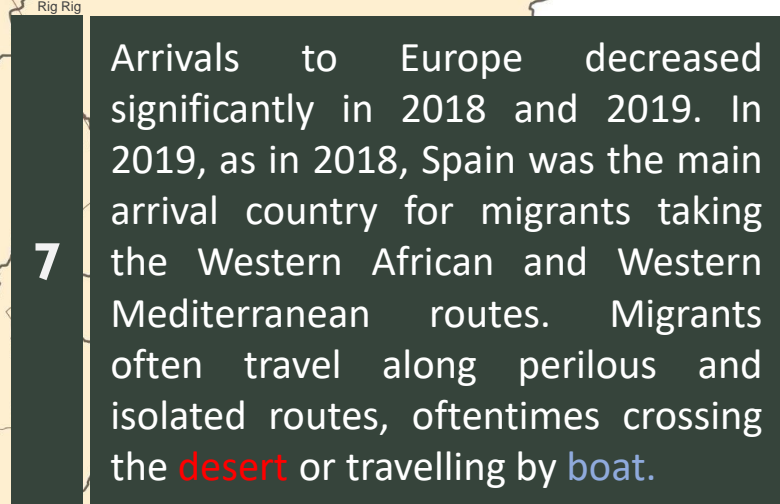 Rig Rig
7
Arrivals to Europe decreased
significantly in 2018 and 2019. In
2019, as in 2018, Spain was the main
arrival country for migrants taking
the Western African and Western
Mediterranean routes. Migrants
often travel along perilous and
isolated routes, oftentimes crossing
the desert or travelling by boat.